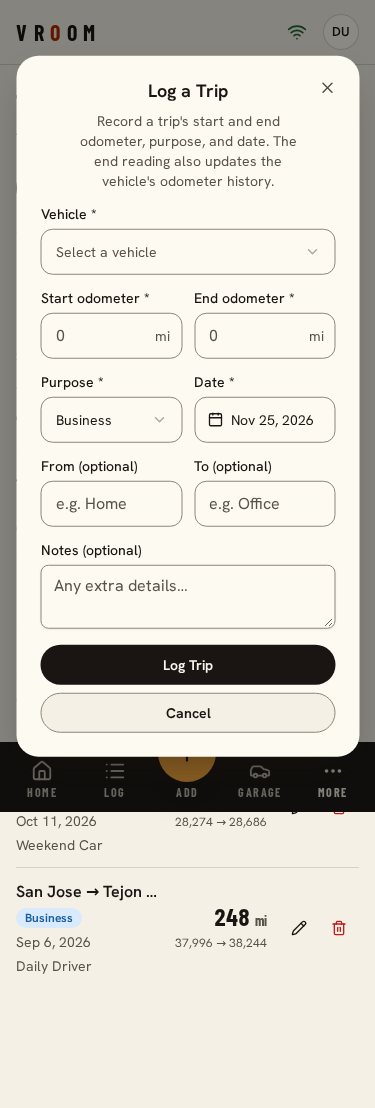 VROOM
DU
Log a Trip
Record a trip's start and end
odometer, purpose, and date. The
end reading also updates the
vehicle's odometer history.
Vehicle *
Select a vehicle
Start odometer *
End odometer *
0 mi
0 mi
Purpose *
Date *
Business
Nov 25, 2026
From (optional)
To (optional)
e.g. Home
e.g. Office
Notes (optional)
Any extra details...
Log Trip
Cancel
HOME
LOG
ADD
GARAGE
MORE
Oct 11, 2026
28,274 → 28,686
Weekend Car
San Jose → Tejon ...
Business
248 mi
Sep 6, 2026
37,996 → 38,244
Daily Driver